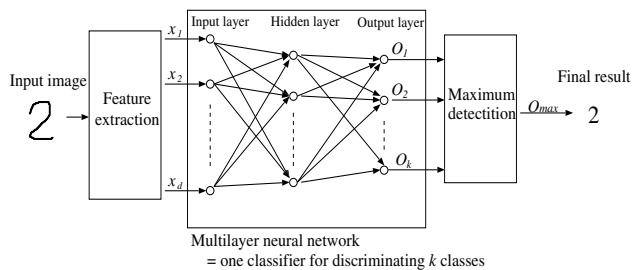 Input layer Hidden layer Output layer
Input image
2
Feature
extraction
x1
x2
xd
O1
O2
Ok
Maximum
detectition
Omax
Final result
2
Multilayer neural network
= one classifier for discriminating k classes